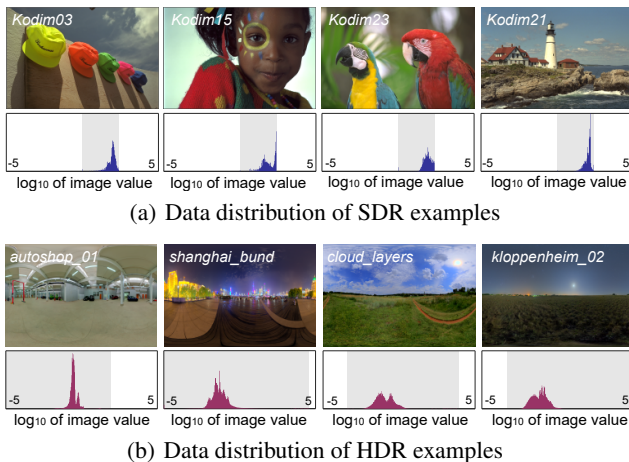 Kodim03 Kodim15 Kodim23 Kodim21
-5 5 -5 5 -5 5 -5 5
log10 of image value log10 of image value log10 of image value log10 of image value
(a) Data distribution of SDR examples
autoshop_01 shanghai_bund cloud_layers kloppenheim_02
-5 5 -5 5 -5 5 -5 5
log10 of image value log10 of image value log10 of image value log10 of image value
(b) Data distribution of HDR examples